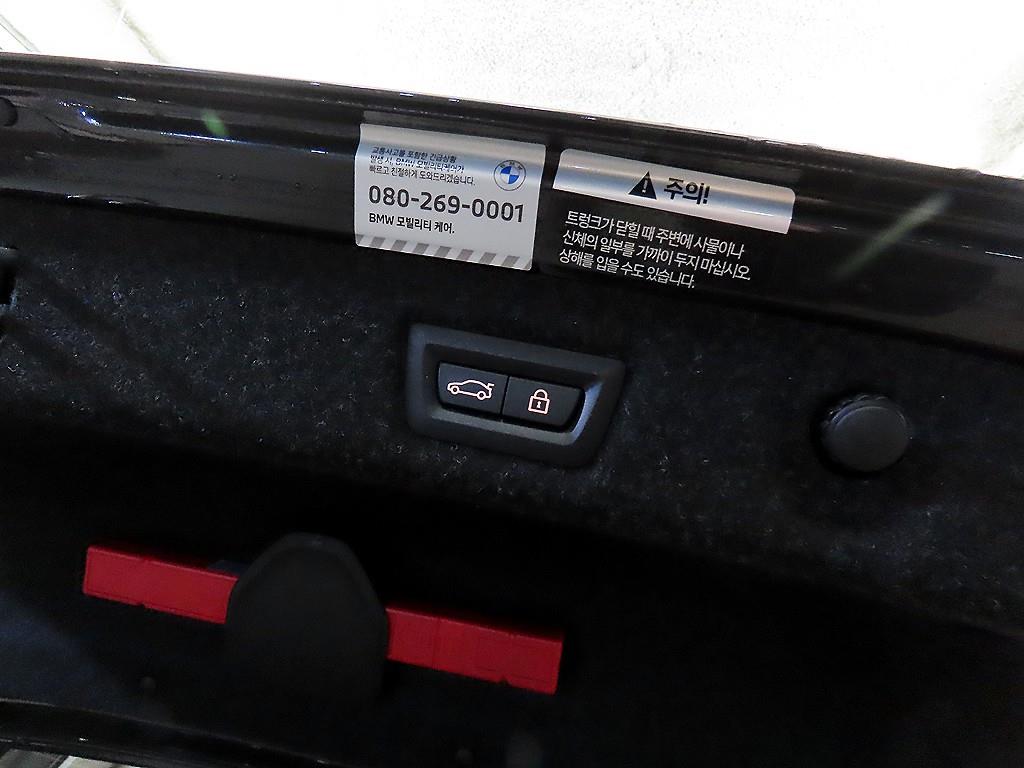 교통사고를 포함한 긴급상황
발생 시, BMW 모빌리티케어가
빠르고 친절하게 도와드리겠습니다.
BMW
080-269-0001
BMW 모빌리티 케어.
주의!
트렁크가 닫힐 때 주변에 사물이나
신체의 일부를 가까이 두지 마십시오.
상해를 입을 수도 있습니다.